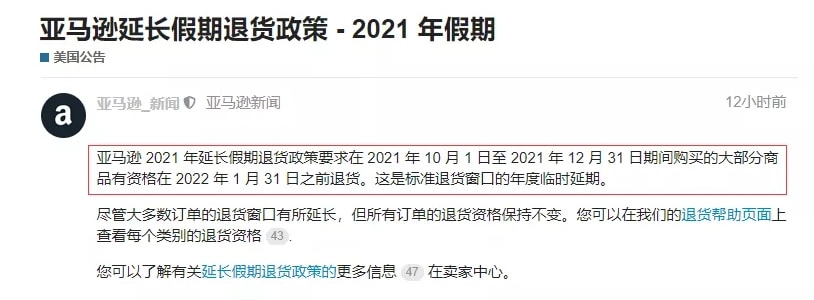 亚马逊延长假期退货政策 - 2021 年假期
美国公告
a 亚马逊_新闻 亚马逊新闻 12小时前
亚马逊 2021 年延长假期退货政策要求在 2021 年 10 月 1 日至 2021 年 12 月 31 日期间购买的大部分商
品有资格在 2022 年 1 月 31 日之前退货。这是标准退货窗口的年度临时延期。
尽管大多数订单的退货窗口有所延长，但所有订单的退货资格保持不变。您可以在我们的退货帮助页面上
查看每个类别的退货资格 43 .
您可以了解有关延长假期退货政策的更多信息 47 在卖家中心。